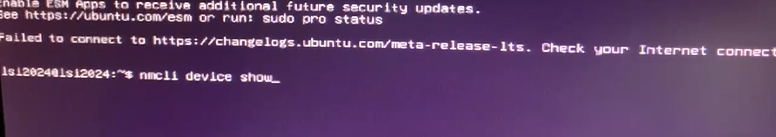 Enable ESM Apps to receive additional future security updates.
See https://ubuntu.com/esm or run: sudo pro status
Failed to connect to https://changelogs.ubuntu.com/meta-release-lts. Check your Internet connect
lsi2024@lsi2024:~$ nmcli device show_